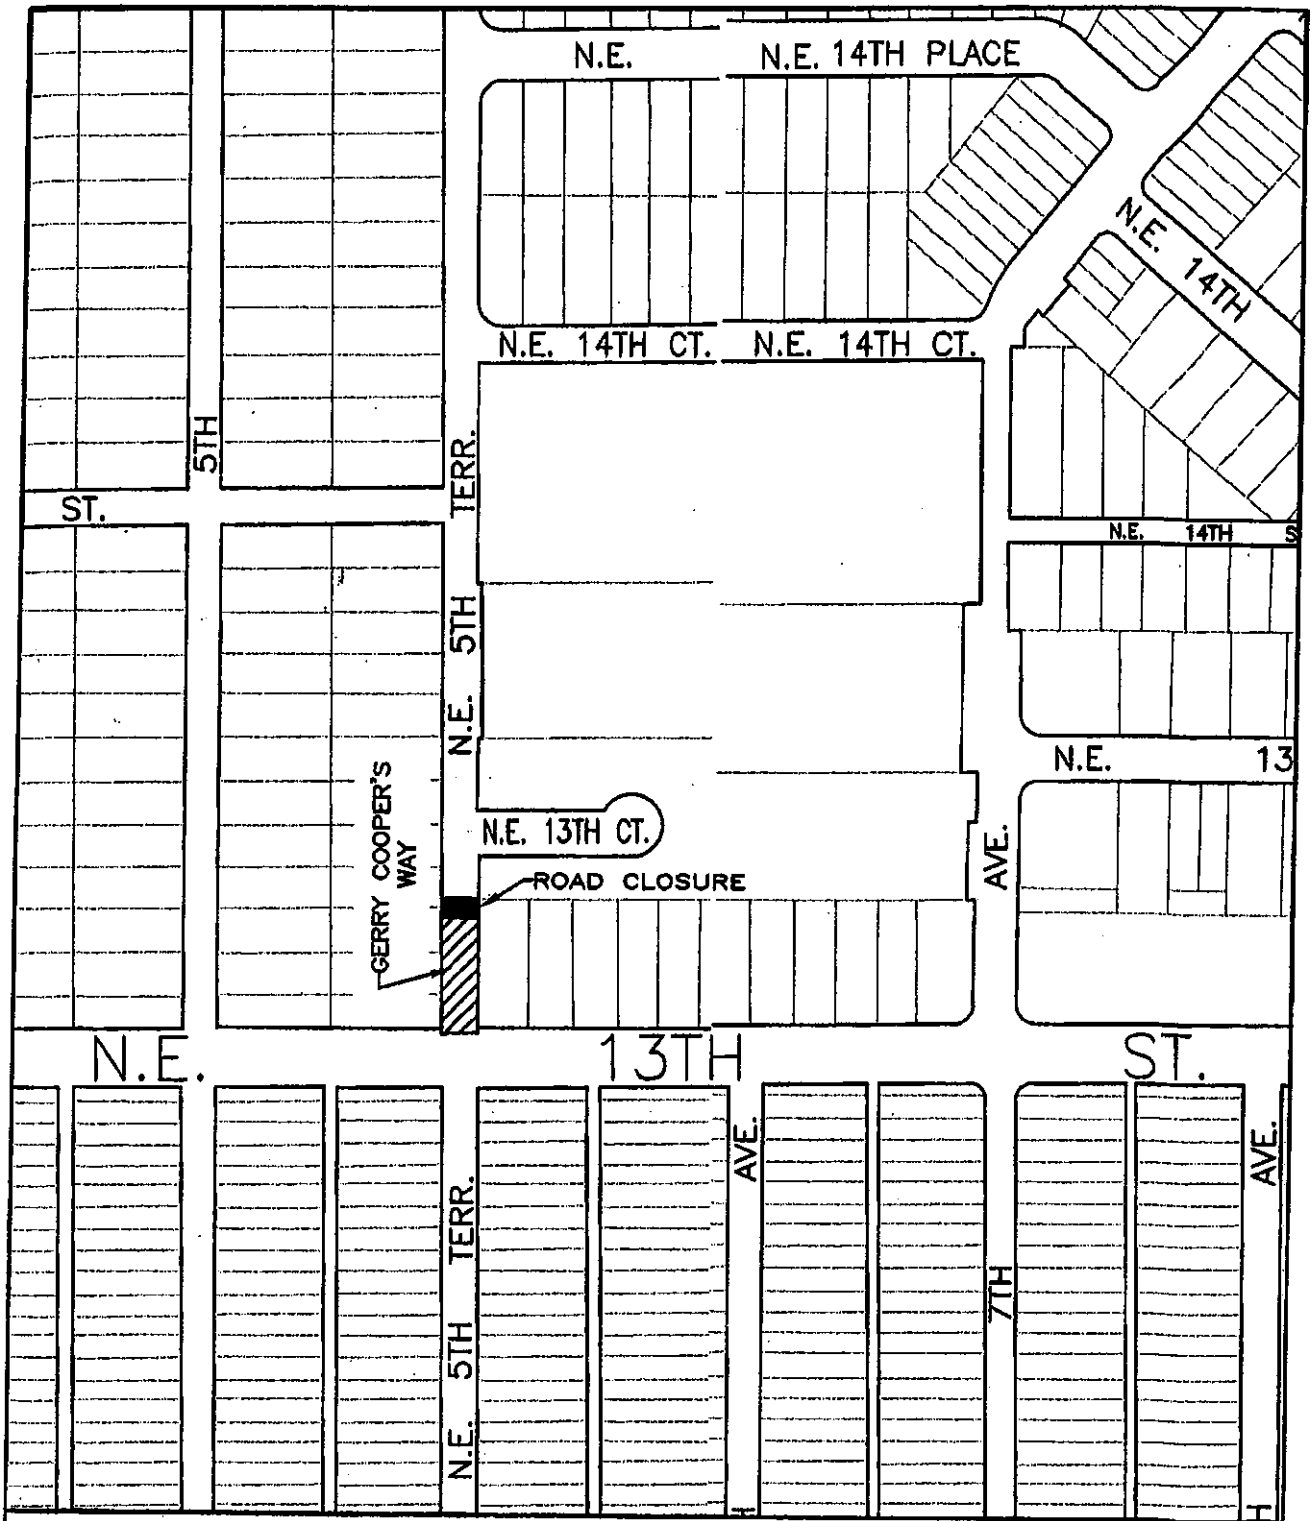 N.E.
N.E. 14TH PLACE
N.E. 14TH
N.E. 14TH CT.
N.E. 14TH CT.
5TH
TERR.
ST.
N.E. 14TH S
N.E. 5TH
N.E. 13
GERRY COOPER'S
WAY
N.E. 13TH CT.
AVE.
ROAD CLOSURE
N.E. 13TH ST.
AVE.
AVE.
N.E. 5TH TERR.
7TH
H
H